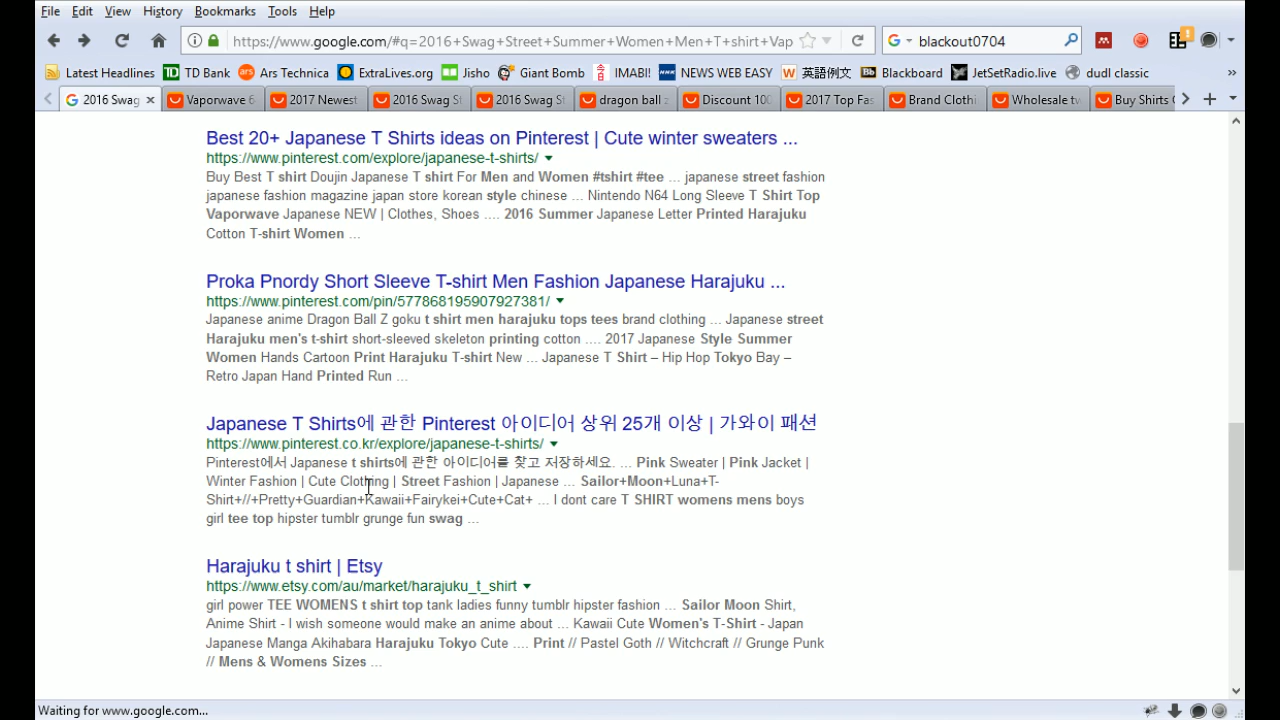 File Edit View History Bookmarks Tools Help
https://www.google.com/#q=2016+Swag+Street+Summer+Women+Men+T+shirt+Vap
blackout0704
1
Latest Headlines TD Bank Ars Technica ExtraLives.org Jisho Giant Bomb IMABI! NEWS WEB EASY 英語例文 Blackboard JetSetRadio.live dudl classic
2016 Swag Vaporwave 6 2017 Newest 2016 Swag St 2016 Swag St dragon ball z Discount 100 2017 Top Fas Brand Clothi Wholesale tw Buy Shirts
Best 20+ Japanese T Shirts ideas on Pinterest | Cute winter sweaters ...
https://www.pinterest.com/explore/japanese-t-shirts/
Buy Best T shirt Doujin Japanese T shirt For Men and Women #tshirt #tee ... japanese street fashion
japanese fashion magazine japan store korean style chinese ... Nintendo N64 Long Sleeve T Shirt Top
Vaporwave Japanese NEW | Clothes, Shoes .... 2016 Summer Japanese Letter Printed Harajuku
Cotton T-shirt Women ...
Proka Pnordy Short Sleeve T-shirt Men Fashion Japanese Harajuku ...
https://www.pinterest.com/pin/577868195907927381/
Japanese anime Dragon Ball Z goku t shirt men harajuku tops tees brand clothing ... Japanese street
Harajuku men's t-shirt short-sleeved skeleton printing cotton .... 2017 Japanese Style Summer
Women Hands Cartoon Print Harajuku T-shirt New ... Japanese T Shirt – Hip Hop Tokyo Bay –
Retro Japan Hand Printed Run ...
Japanese T Shirts에 관한 Pinterest 아이디어 상위 25개 이상 | 가와이 패션
https://www.pinterest.co.kr/explore/japanese-t-shirts/
Pinterest에서 Japanese t shirts에 관한 아이디어를 찾고 저장하세요. ... Pink Sweater | Pink Jacket |
Winter Fashion | Cute Clothing | Street Fashion | Japanese ... Sailor+Moon+Luna+T-
Shirt+//+Pretty+Guardian+Kawaii+Fairykei+Cute+Cat+ ... I dont care T SHIRT womens mens boys
girl tee top hipster tumblr grunge fun swag ...
Harajuku t shirt | Etsy
https://www.etsy.com/au/market/harajuku_t_shirt
girl power TEE WOMENS t shirt top tank ladies funny tumblr hipster fashion ... Sailor Moon Shirt,
Anime Shirt - I wish someone would make an anime about ... Kawaii Cute Women's T-Shirt - Japan
Japanese Manga Akihabara Harajuku Tokyo Cute .... Print // Pastel Goth // Witchcraft // Grunge Punk
// Mens & Womens Sizes ...
Waiting for www.google.com...